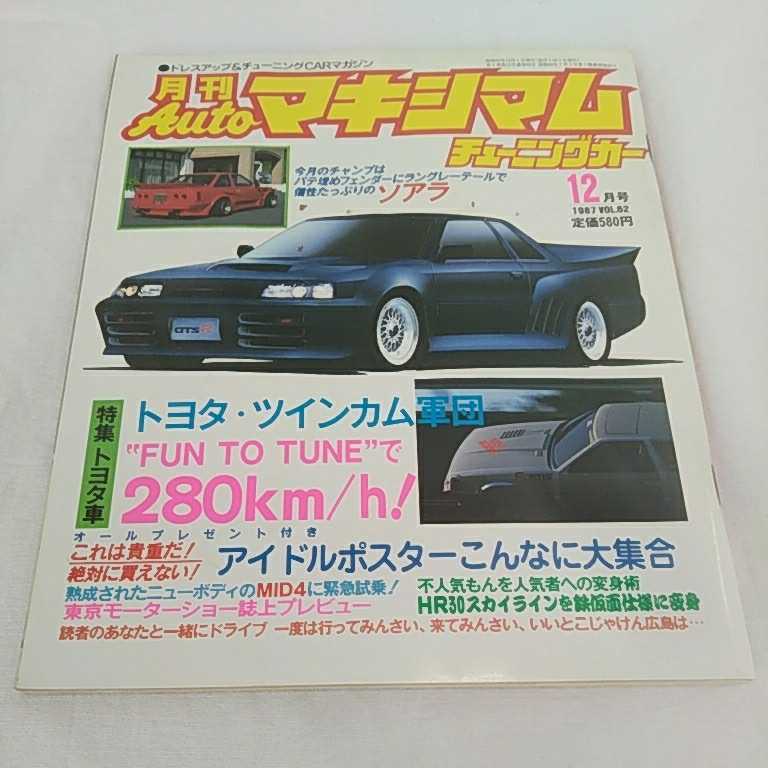 ●ドレスアップ&チューニングCARマガジン
月刊
Auto
マキシマム
チューニングカー
今月のチャンプは
パテ埋めフェンダーにラングレーテールで
個性たっぷりの ソアラ
12月号
1987 VOL.62
定価580円
GTS
特集トヨタ車
トヨタ・ツインカム軍団
“FUN TO TUNE”で
280km/h!
オールプレゼント付き
これは貴重だ!
絶対に買えない!
アイドルポスターこんなに大集合
熟成されたニューボディのMID4に緊急試乗!
東京モーターショー誌上プレビュー
不人気もんを人気者への変身術
HR30スカイラインを鉄仮面仕様に変身
読者のあなたと一緒にドライブ 一度は行ってみんさい、来てみんさい、いいとこじゃけん広島は…